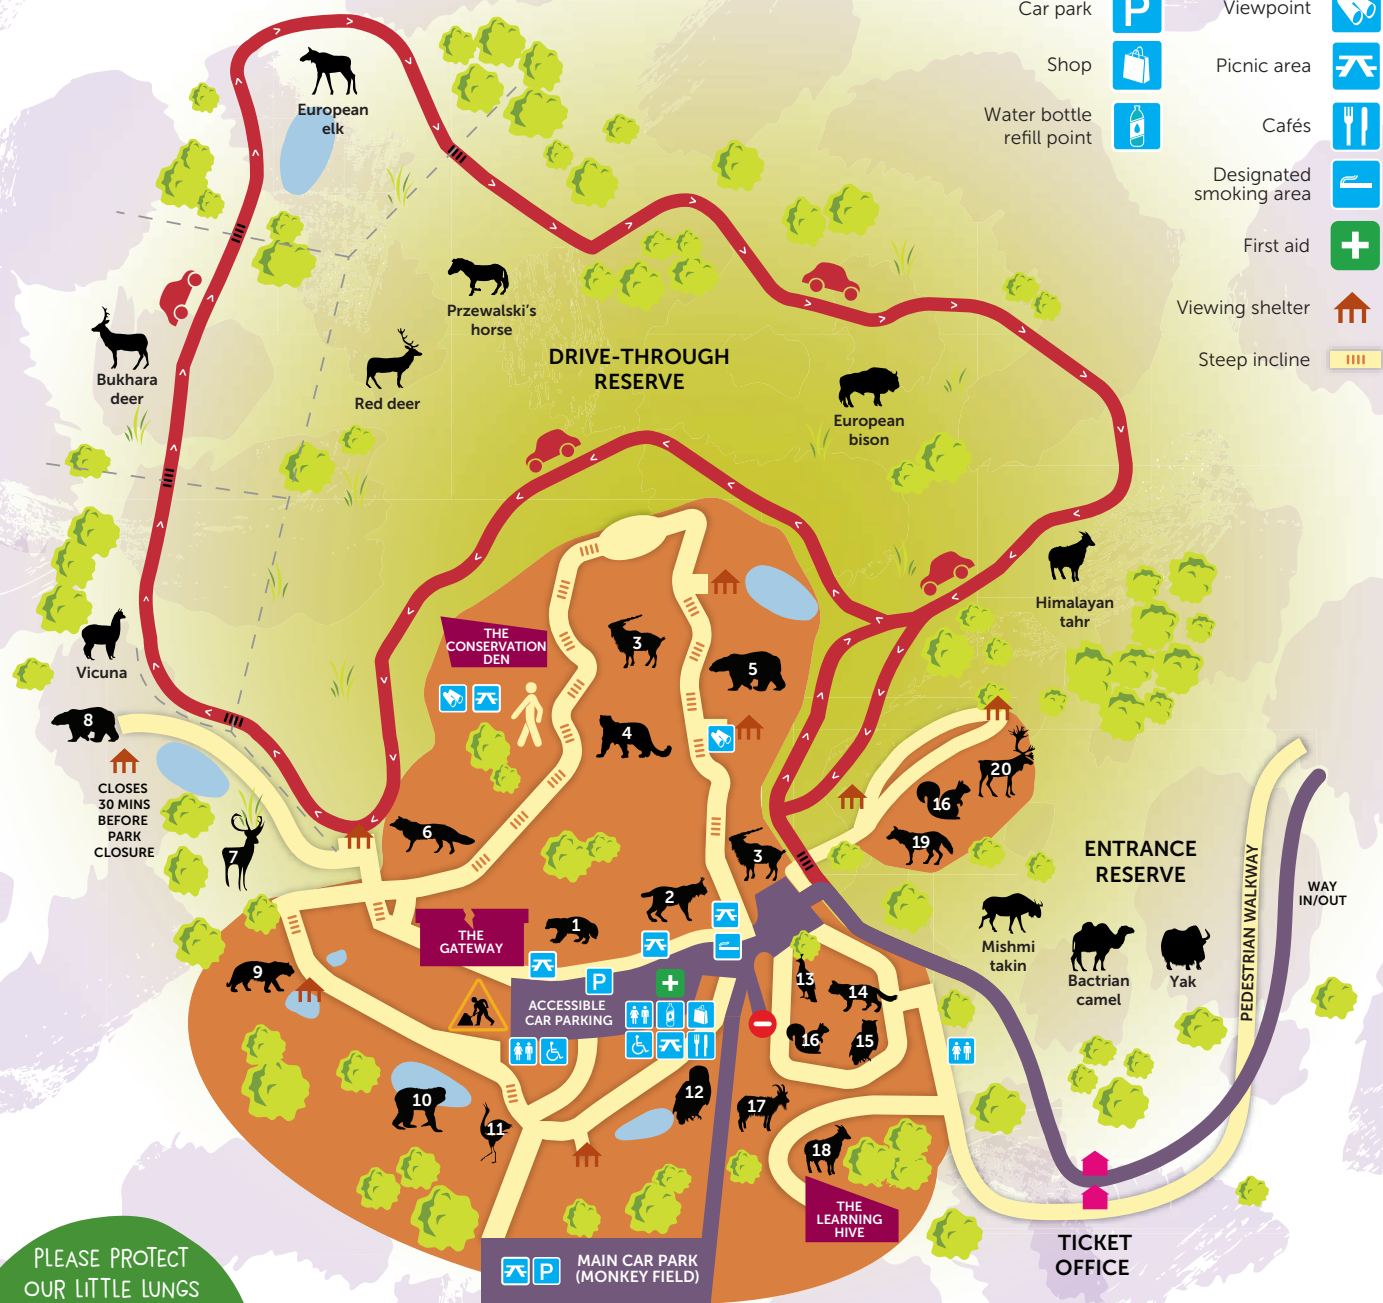 Car park
P
Viewpoint
Shop
Picnic area
Water bottle
refill point
Cafés
Designated
smoking area
First aid
Viewing shelter
Steep incline
European
elk
Przewalski's
horse
Bukhara
deer
Red deer
DRIVE-THROUGH
RESERVE
European
bison
Himalayan
tahr
Vicuna
THE
CONSERVATION
DEN
3
5
4
8
CLOSES
30 MINS
BEFORE
PARK
CLOSURE
7
6
3
20
16
19
ENTRANCE
RESERVE
PEDESTRIAN WALKWAY
WAY
IN/OUT
2
1
THE
GATEWAY
Mishmi
takin
Bactrian
camel
Yak
9
P
ACCESSIBLE
CAR PARKING
13
14
16
15
10
11
12
17
18
THE
LEARNING
HIVE
TICKET
OFFICE
P
MAIN CAR PARK
(MONKEY FIELD)
PLEASE PROTECT
OUR LITTLE LUNGS